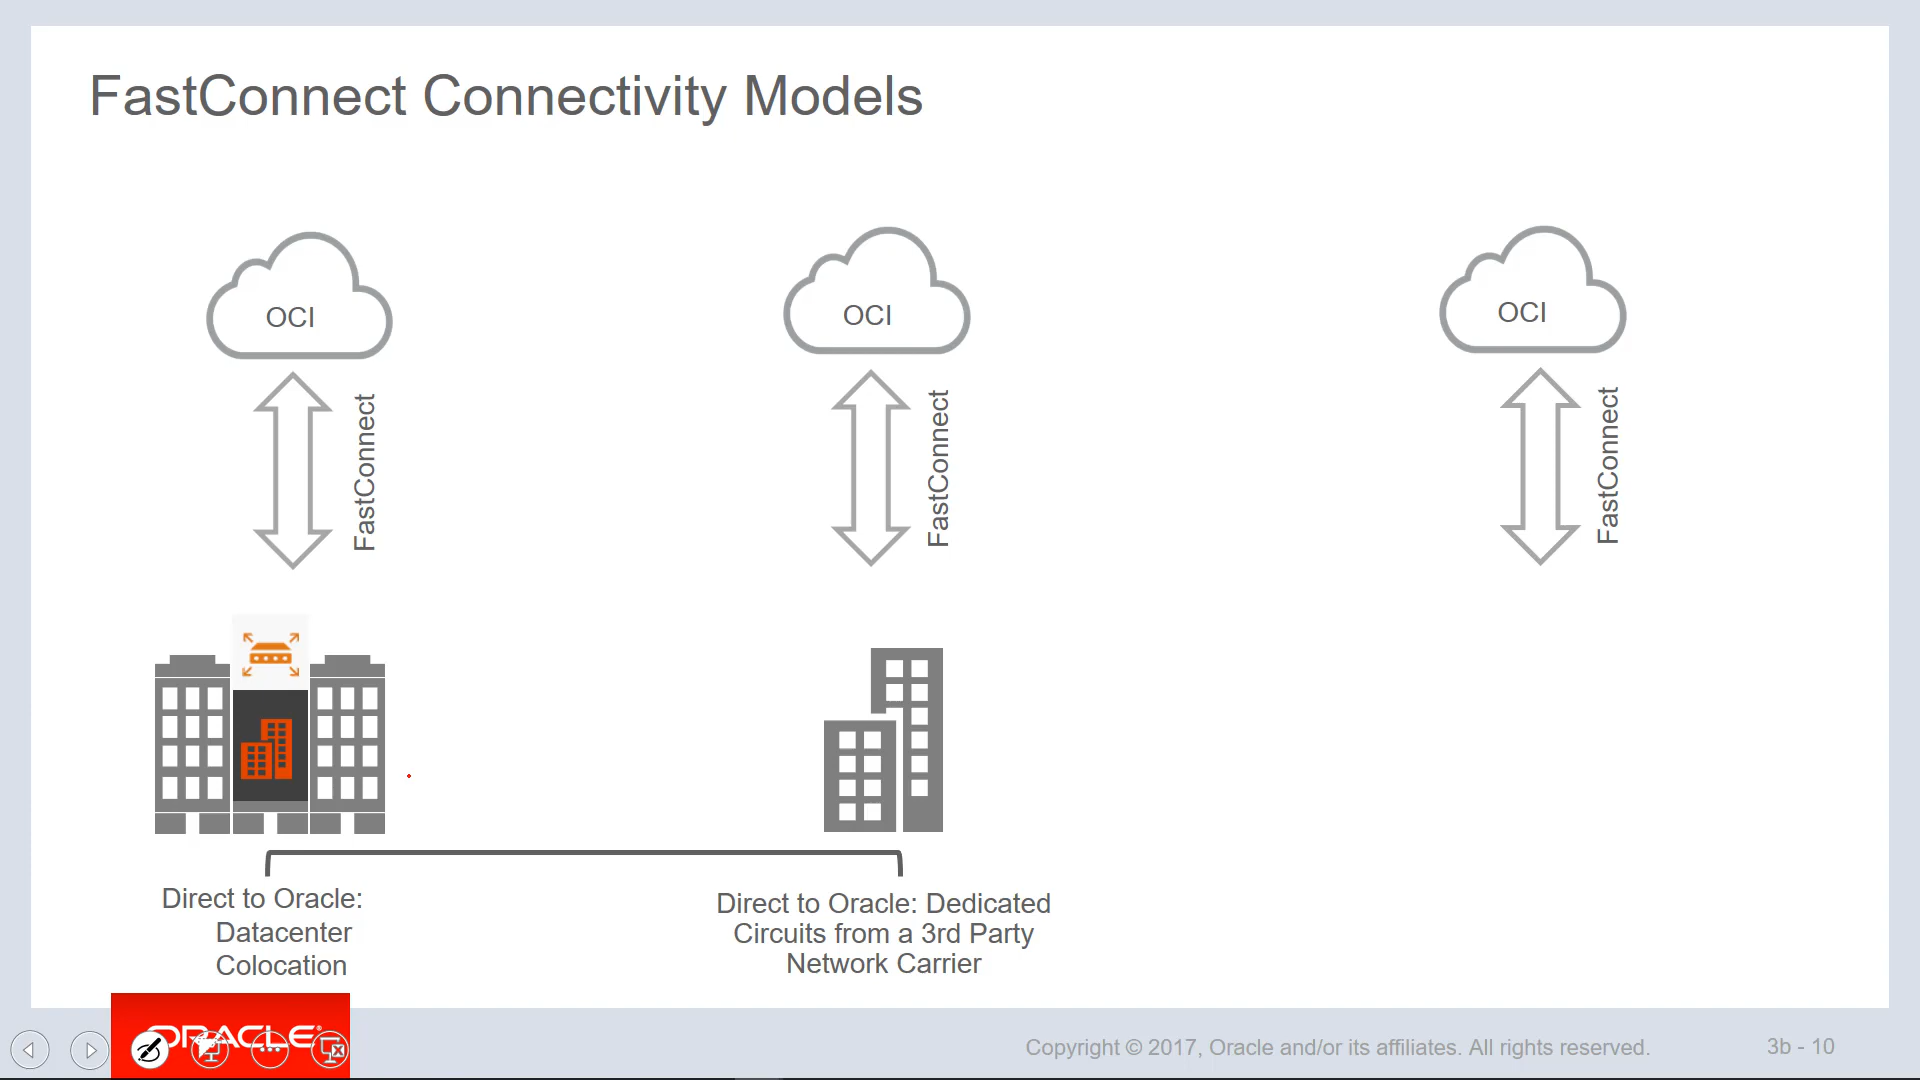 FastConnect Connectivity Models
OCI
OCI
OCI
FastConnect
FastConnect
FastConnect
Direct to Oracle:
Datacenter
Colocation
Direct to Oracle: Dedicated
Circuits from a 3rd Party
Network Carrier
ORACLE®
Copyright © 2017, Oracle and/or its affiliates. All rights reserved.
3b - 10